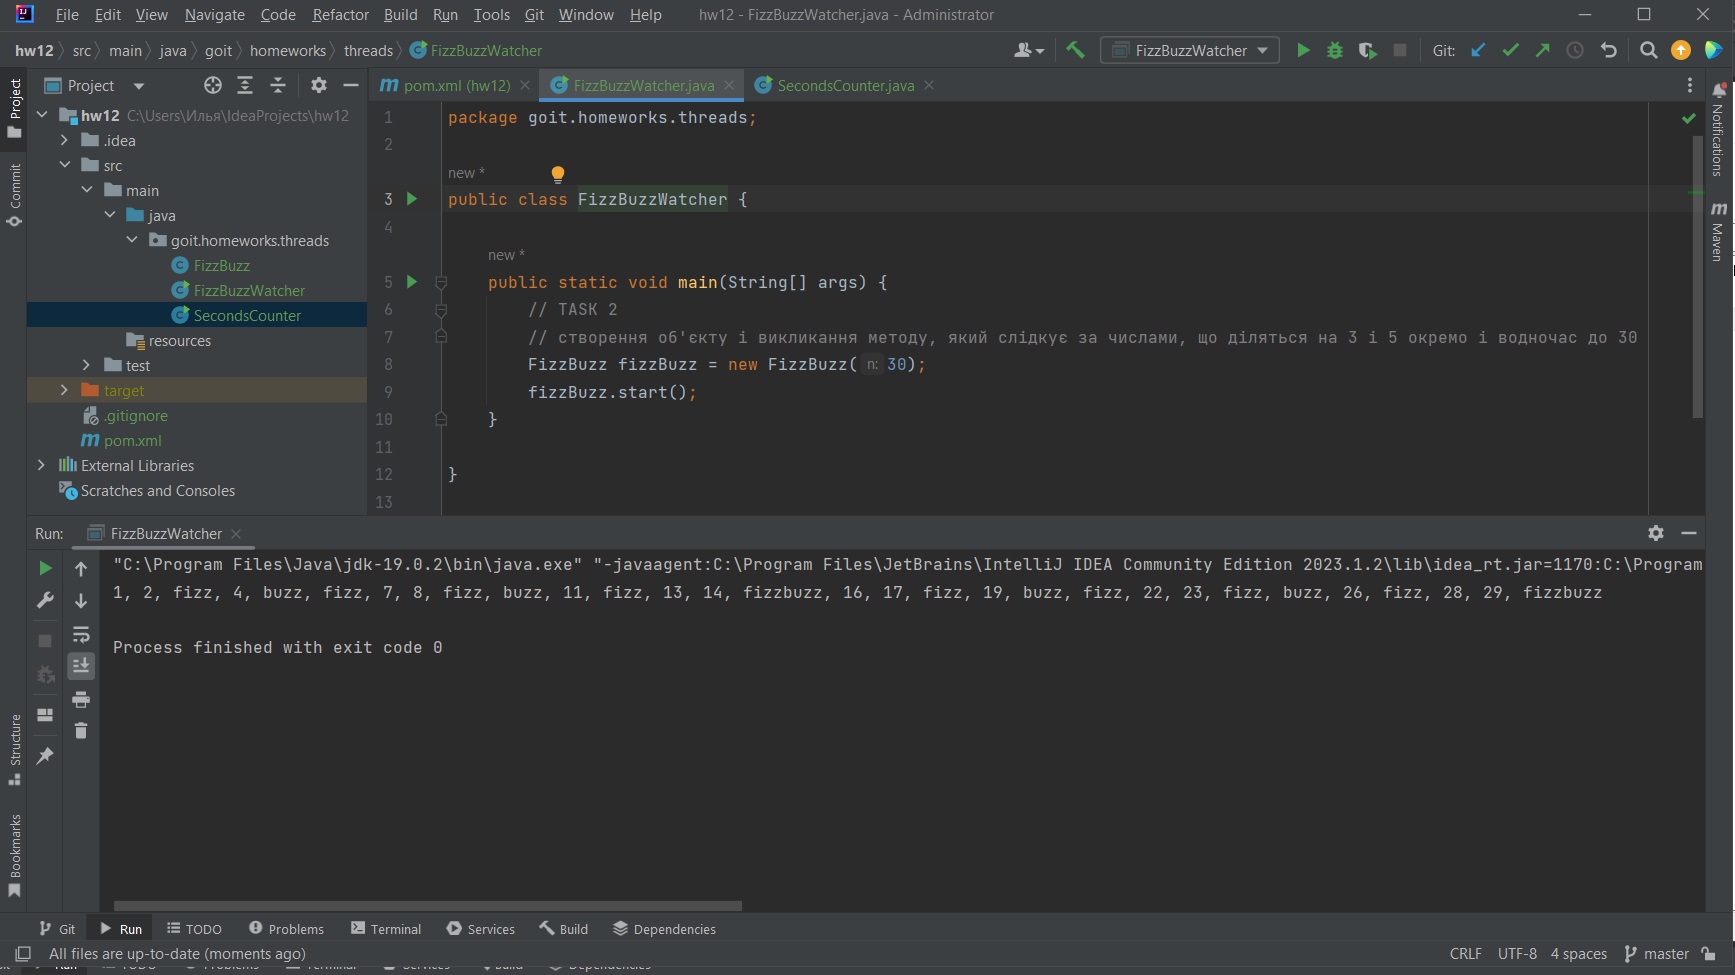 File Edit View Navigate Code Refactor Build Run Tools Git Window Help hw12 - FizzBuzzWatcher.java - Administrator
hw12 src main java goit homeworks threads FizzBuzzWatcher FizzBuzzWatcher Git:
Project
Commit
Structure
Bookmarks
Project
hw12 C:\Users\Илья\IdeaProjects\hw12
.idea
src
main
java
goit.homeworks.threads
FizzBuzz
FizzBuzzWatcher
SecondsCounter
resources
test
target
.gitignore
pom.xml
External Libraries
Scratches and Consoles
pom.xml (hw12) FizzBuzzWatcher.java SecondsCounter.java
1 package goit.homeworks.threads;
2
new *
3 public class FizzBuzzWatcher {
4
new *
5 public static void main(String[] args) {
6 // TASK 2
7 // створення об'єкту і викликання методу, який слідкує за числами, що діляться на 3 і 5 окремо і водночас до 30
8 FizzBuzz fizzBuzz = new FizzBuzz( n: 30);
9 fizzBuzz.start();
10 }
11
12 }
13
Notifications
Maven
Run: FizzBuzzWatcher
"C:\Program Files\Java\jdk-19.0.2\bin\java.exe" "-javaagent:C:\Program Files\JetBrains\IntelliJ IDEA Community Edition 2023.1.2\lib\idea_rt.jar=1170:C:\Program
1, 2, fizz, 4, buzz, fizz, 7, 8, fizz, buzz, 11, fizz, 13, 14, fizzbuzz, 16, 17, fizz, 19, buzz, fizz, 22, 23, fizz, buzz, 26, fizz, 28, 29, fizzbuzz
Process finished with exit code 0
Git Run TODO Problems Terminal Services Build Dependencies
All files are up-to-date (moments ago) CRLF UTF-8 4 spaces master